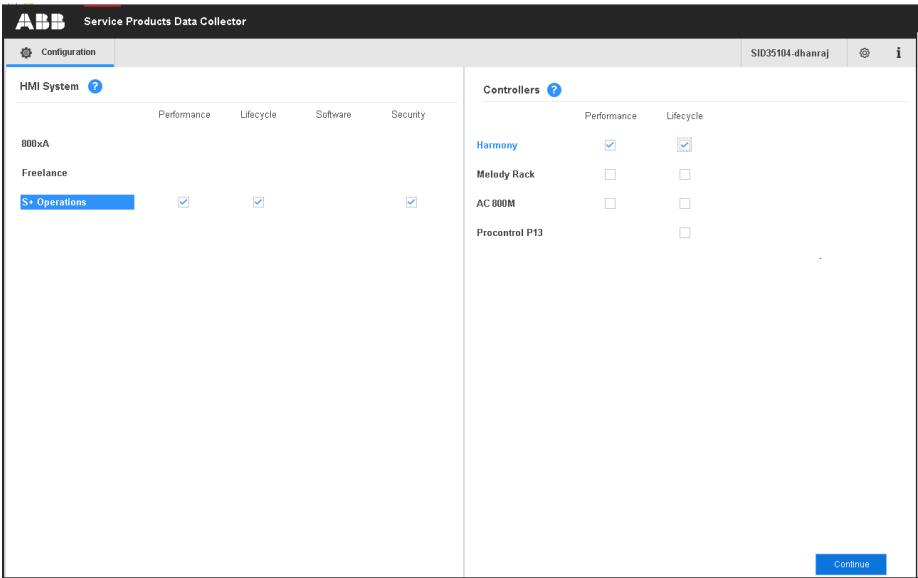 ABB Service Products Data Collector
Configuration SID35104-dhanraj i
HMI System ?
Performance Lifecycle Software Security
800xA
Freelance
S+ Operations
Controllers ?
Performance Lifecycle
Harmony
Melody Rack
AC 800M
Procontrol P13
Continue